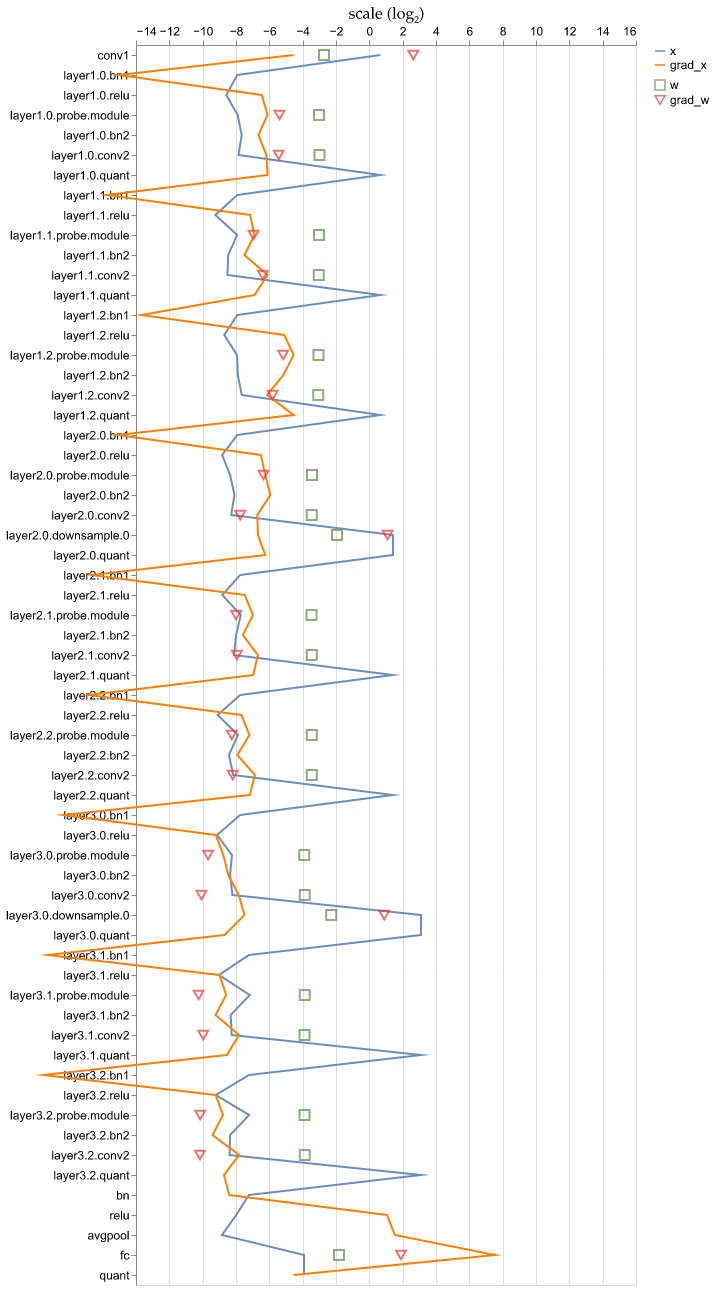 scale (log₂)
−14 −12 −10 −8 −6 −4 −2 0 2 4 6 8 10 12 14 16
conv1
layer1.0.bn1
layer1.0.relu
layer1.0.probe.module
layer1.0.bn2
layer1.0.conv2
layer1.0.quant
layer1.1.bn1
layer1.1.relu
layer1.1.probe.module
layer1.1.bn2
layer1.1.conv2
layer1.1.quant
layer1.2.bn1
layer1.2.relu
layer1.2.probe.module
layer1.2.bn2
layer1.2.conv2
layer1.2.quant
layer2.0.bn1
layer2.0.relu
layer2.0.probe.module
layer2.0.bn2
layer2.0.conv2
layer2.0.downsample.0
layer2.0.quant
layer2.1.bn1
layer2.1.relu
layer2.1.probe.module
layer2.1.bn2
layer2.1.conv2
layer2.1.quant
layer2.2.bn1
layer2.2.relu
layer2.2.probe.module
layer2.2.bn2
layer2.2.conv2
layer2.2.quant
layer3.0.bn1
layer3.0.relu
layer3.0.probe.module
layer3.0.bn2
layer3.0.conv2
layer3.0.downsample.0
layer3.0.quant
layer3.1.bn1
layer3.1.relu
layer3.1.probe.module
layer3.1.bn2
layer3.1.conv2
layer3.1.quant
layer3.2.bn1
layer3.2.relu
layer3.2.probe.module
layer3.2.bn2
layer3.2.conv2
layer3.2.quant
bn
relu
avgpool
fc
quant
x
grad_x
w
grad_w